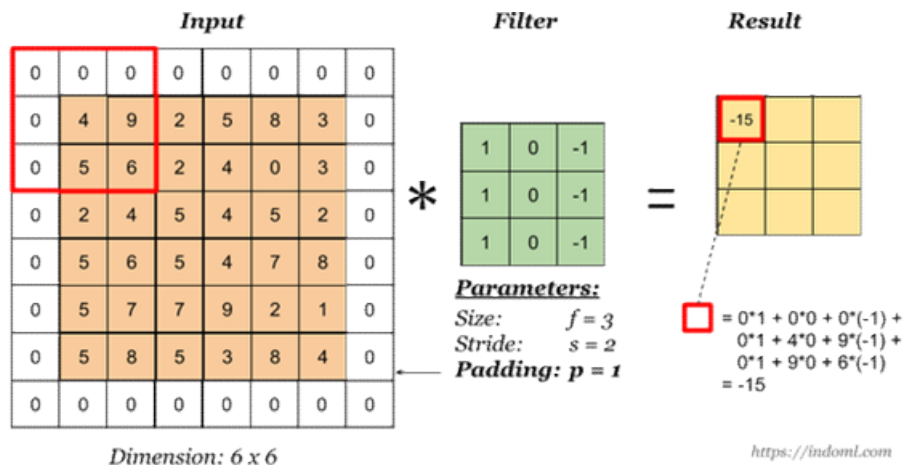 Input Filter Result
0 0 0 0 0 0 0 0
0 4 9 2 5 8 3 0
0 5 6 2 4 0 3 0
0 2 4 5 4 5 2 0
0 5 6 5 4 7 8 0
0 5 7 7 9 2 1 0
0 5 8 5 3 8 4 0
0 0 0 0 0 0 0 0
Dimension: 6 x 6
*
1 0 -1
1 0 -1
1 0 -1
Parameters:
Size: f = 3
Stride: s = 2
Padding: p = 1
=
-15
= 0*1 + 0*0 + 0*(-1) +
0*1 + 4*0 + 9*(-1) +
0*1 + 9*0 + 6*(-1)
= -15
https://indoml.com